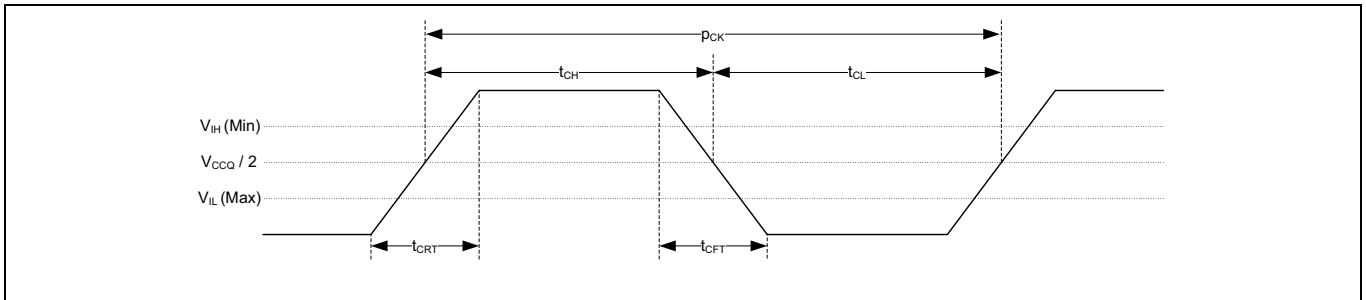 pCK
tCH
tCL
VIH (Min)
VCCQ / 2
VIL (Max)
tCRT
tCFT